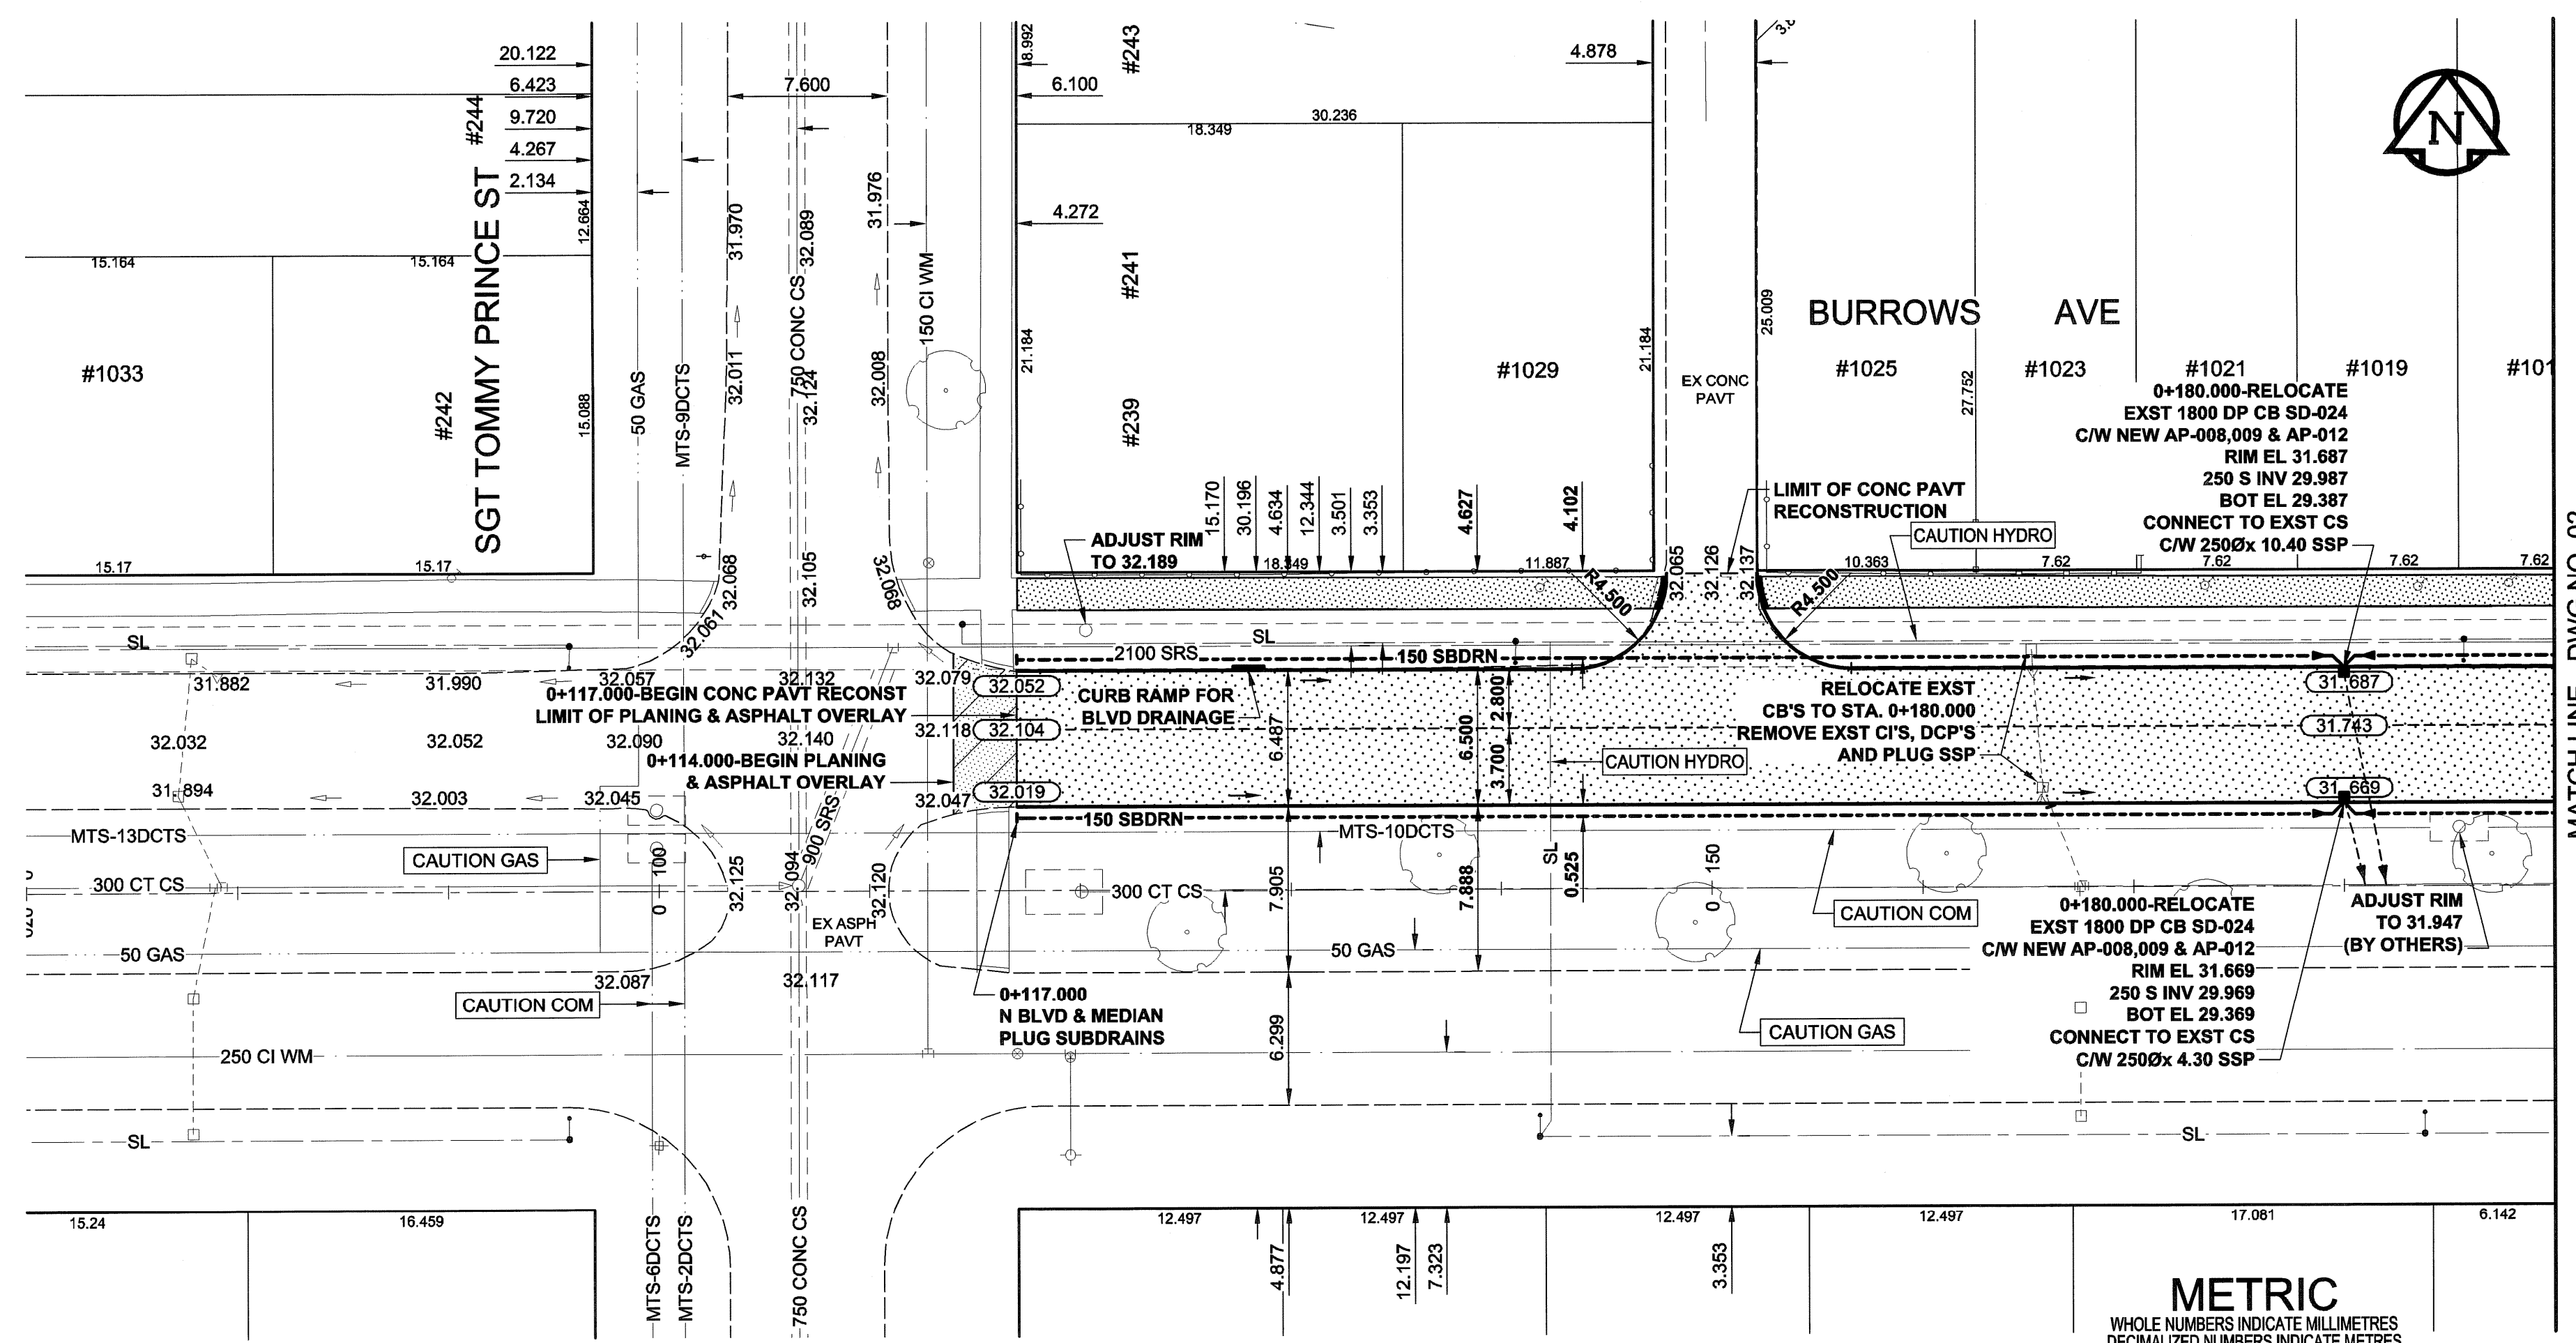 20.122
6.423
9.720
4.267
2.134
#244
SGT TOMMY PRINCE ST
12.664
7.600
18.992
#243
6.100
4.272
18.349
30.236
4.878
N
15.164
15.164
#1033
#242
15.088
50 GAS
MTS-9DCTS
31.970
32.011
32.089
750 CONC CS
32.124
31.976
32.008
150 CI WM
21.184
#241
#239
#1029
21.184
EX CONC
PAVT
25.009
BURROWS AVE
#1025
#1023
#1021
#1019
#101
27.752
0+180.000-RELOCATE
EXST 1800 DP CB SD-024
C/W NEW AP-008,009 & AP-012
RIM EL 31.687
250 S INV 29.987
BOT EL 29.387
CONNECT TO EXST CS
C/W 250Øx 10.40 SSP
LIMIT OF CONC PAVT
RECONSTRUCTION
CAUTION HYDRO
ADJUST RIM
TO 32.189
15.170
30.196
4.634
12.344
3.501
3.353
4.627
4.102
15.17
15.17
18.349
11.887
10.363
7.62
7.62
7.62
7.62
32.068
32.061
32.105
32.068
R4.500
32.065
32.126
32.137
R4.500
SL
SL
2100 SRS
150 SBDRN
31.882
31.990
32.057
32.132
32.079
32.052
0+117.000-BEGIN CONC PAVT RECONST
LIMIT OF PLANING & ASPHALT OVERLAY
CURB RAMP FOR
BLVD DRAINAGE
6.487
6.500
2.800
3.700
RELOCATE EXST
CB'S TO STA. 0+180.000
REMOVE EXST CI'S, DCP'S
AND PLUG SSP
31.687
31.743
31.669
32.032
32.052
32.090
32.140
32.118
32.104
0+114.000-BEGIN PLANING
& ASPHALT OVERLAY
CAUTION HYDRO
31.894
32.003
32.045
32.047
32.019
MATCH LINE
MTS-13DCTS
900 SRS
150 SBDRN
MTS-10DCTS
CAUTION GAS
300 CT CS
0 100
32.125
32.094
32.120
EX ASPH
PAVT
300 CT CS
7.905
7.888
SL
0.525
0 150
CAUTION COM
50 GAS
50 GAS
32.087
32.117
CAUTION COM
0+117.000
N BLVD & MEDIAN
PLUG SUBDRAINS
6.299
CAUTION GAS
0+180.000-RELOCATE
EXST 1800 DP CB SD-024
C/W NEW AP-008,009 & AP-012
RIM EL 31.669
250 S INV 29.969
BOT EL 29.369
CONNECT TO EXST CS
C/W 250Øx 4.30 SSP
ADJUST RIM
TO 31.947
(BY OTHERS)
250 CI WM
SL
SL
15.24
16.459
MTS-6DCTS
MTS-2DCTS
750 CONC CS
12.497
12.497
12.497
12.497
17.081
6.142
4.877
12.197
7.323
3.353
METRIC
WHOLE NUMBERS INDICATE MILLIMETRES
DECIMALIZED NUMBERS INDICATE METRES